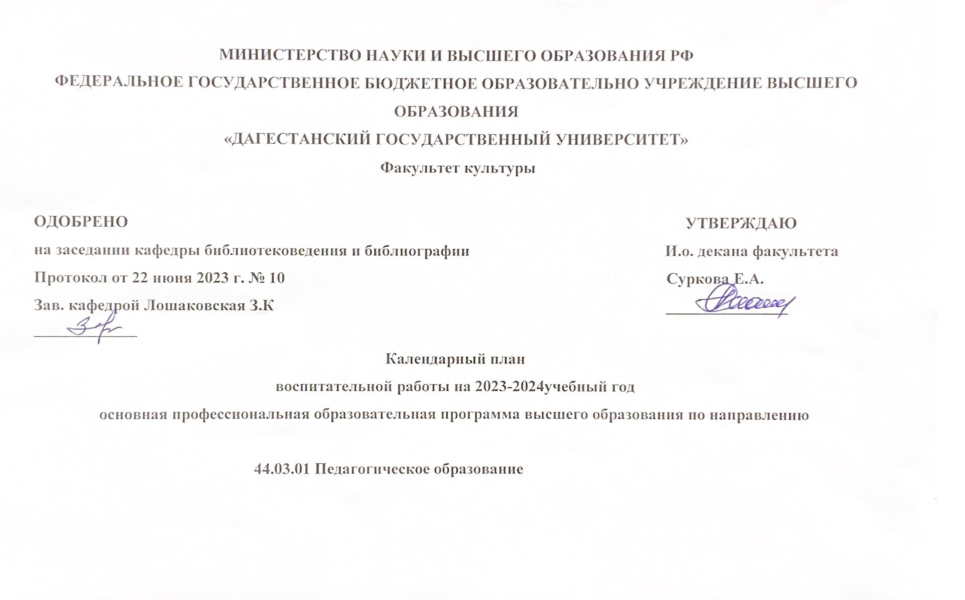 МИНИСТЕРСТВО НАУКИ И ВЫСШЕГО ОБРАЗОВАНИЯ РФ
ФЕДЕРАЛЬНОЕ ГОСУДАРСТВЕННОЕ БЮДЖЕТНОЕ ОБРАЗОВАТЕЛЬНО УЧРЕЖДЕНИЕ ВЫСШЕГО
ОБРАЗОВАНИЯ
«ДАГЕСТАНСКИЙ ГОСУДАРСТВЕННЫЙ УНИВЕРСИТЕТ»
Факультет культуры
ОДОБРЕНО
на заседании кафедры библиотековедения и библиографии
Протокол от 22 июня 2023 г. № 10
Зав. кафедрой Лошаковская З.К
УТВЕРЖДАЮ
И.о. декана факультета
Суркова Е.А.
Календарный план
воспитательной работы на 2023-2024учебный год
основная профессиональная образовательная программа высшего образования по направлению
44.03.01 Педагогическое образование